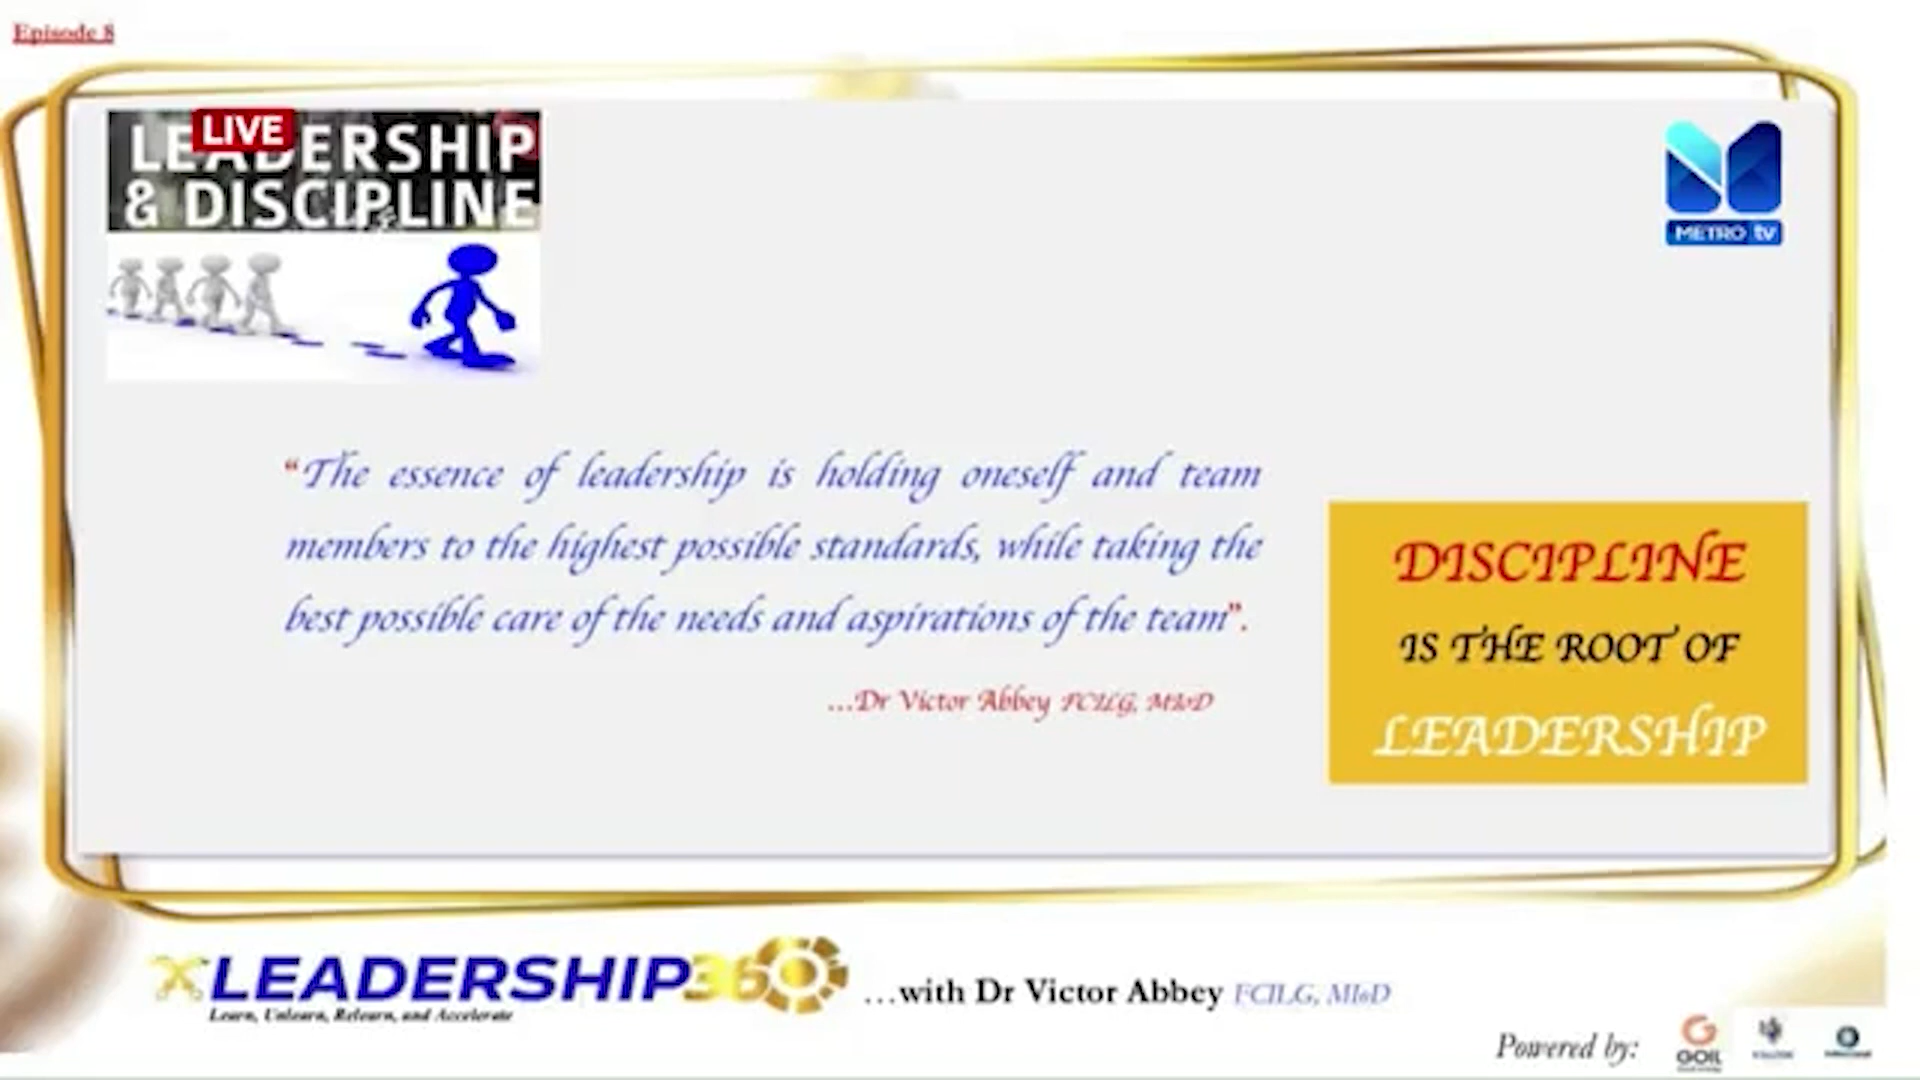 Episode 8
LIVE
LEADERSHIP
& DISCIPLINE
METRO tv
“The essence of leadership is holding oneself and team
members to the highest possible standards, while taking the
best possible care of the needs and aspirations of the team”.
...Dr Victor Abbey FCILG, MIoD
DISCIPLINE
IS THE ROOT OF
LEADERSHIP
LEADERSHIP360
Learn, Unlearn, Relearn, and Accelerate
...with Dr Victor Abbey FCILG, MIoD
Powered by:
GOIL